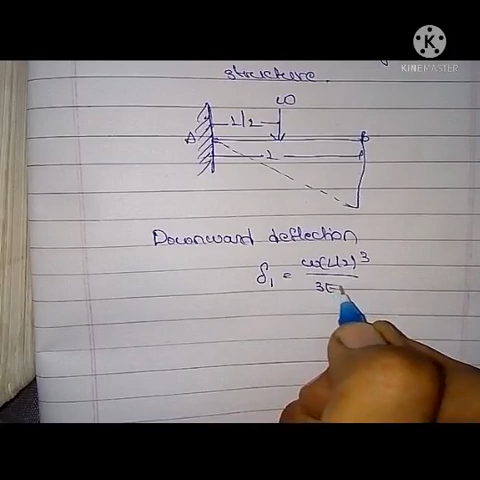 K
KINEMASTER
structure.
W
L/2
A
B
L
Downward deflection
δ₁ = W(L/2)³ / 3E